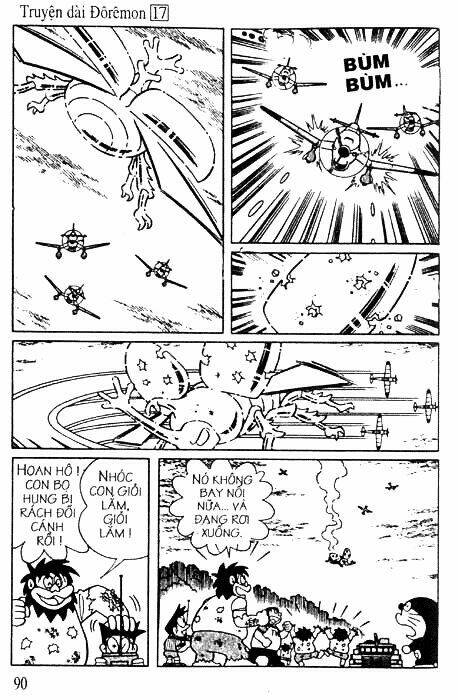 Truyện dài Đôrêmon 17
BÙM
BÙM...
HOAN HÔ !
CON BỌ
HUNG BỊ
RÁCH ĐÔI
CÁNH
RỒI !
NHÓC
CON GIỎI
LẮM,
GIỎI
LẮM !
NÓ KHÔNG
BAY NỔI
NỮA... VÀ
ĐANG RƠI
XUỐNG.
90